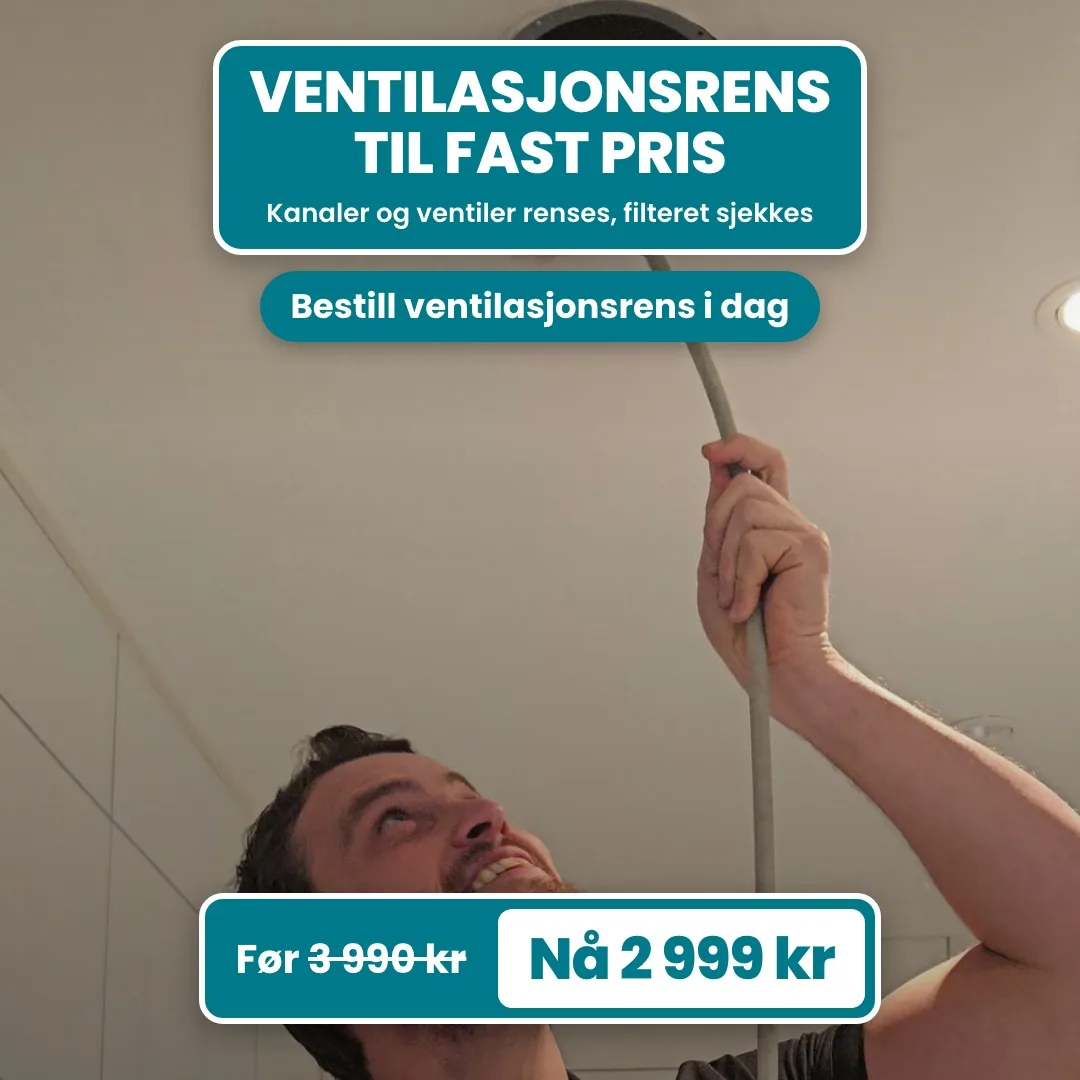 VENTILASJONSRENS
TIL FAST PRIS
Kanaler og ventiler renses, filteret sjekkes
Bestill ventilasjonsrens i dag
Før 3 990 kr Nå 2 999 kr